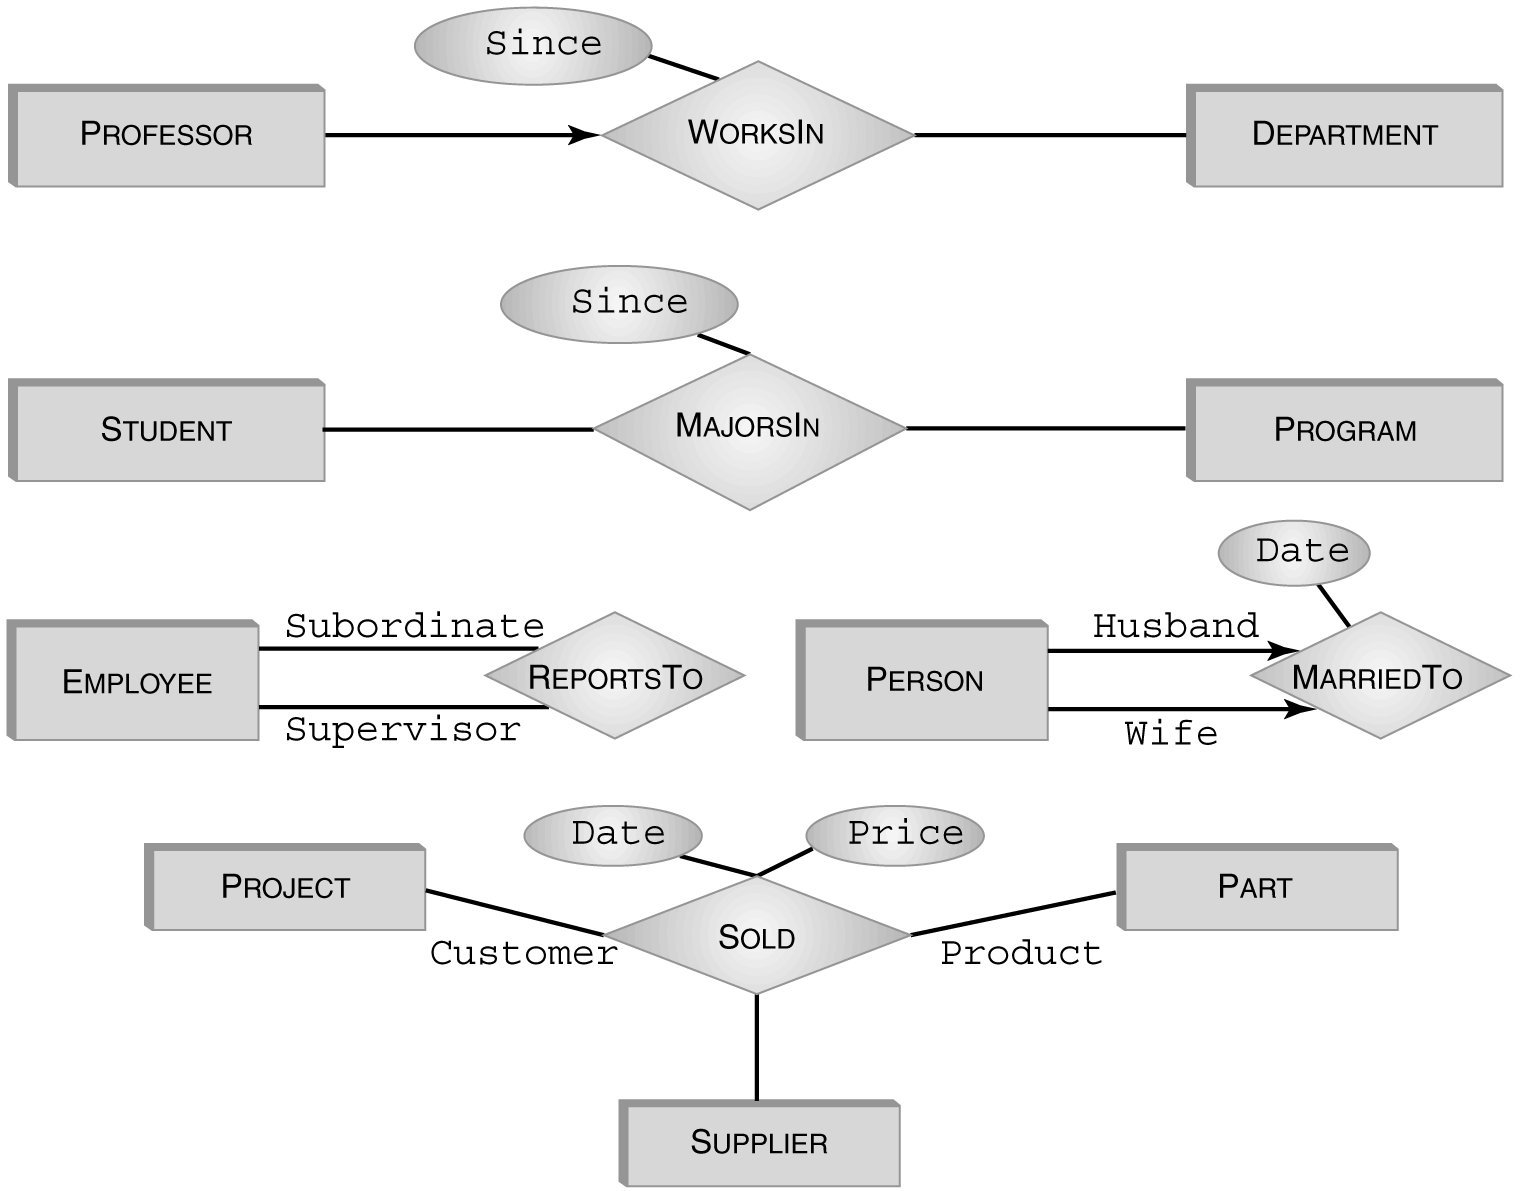 Since
PROFESSOR
WORKSIN
DEPARTMENT
Since
STUDENT
MAJORSIN
PROGRAM
Date
Subordinate
EMPLOYEE
REPORTSTO
Supervisor
Husband
PERSON
MARRIEDTO
Wife
Date
Price
PROJECT
PART
Customer
SOLD
Product
SUPPLIER